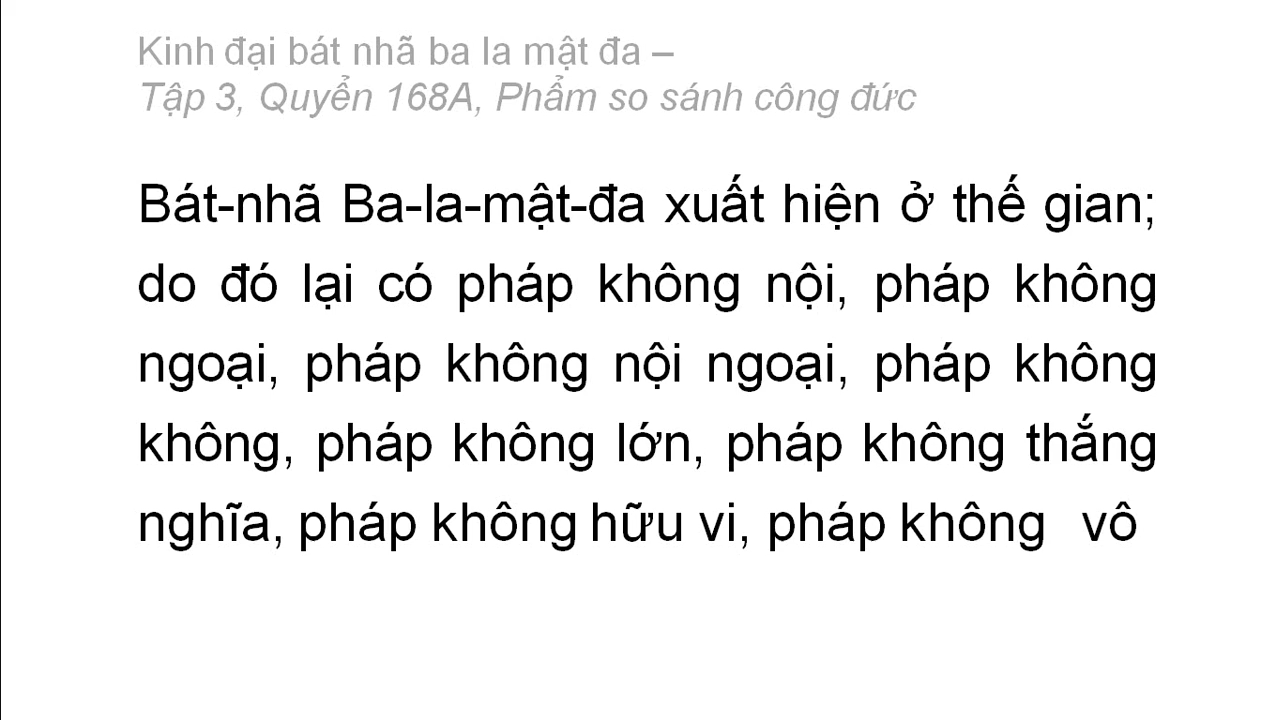 Kinh đại bát nhã ba la mật đa –
Tập 3, Quyển 168A, Phẩm so sánh công đức
Bát-nhã Ba-la-mật-đa xuất hiện ở thế gian;
do đó lại có pháp không nội, pháp không
ngoại, pháp không nội ngoại, pháp không
không, pháp không lớn, pháp không thắng
nghĩa, pháp không hữu vi, pháp không vô